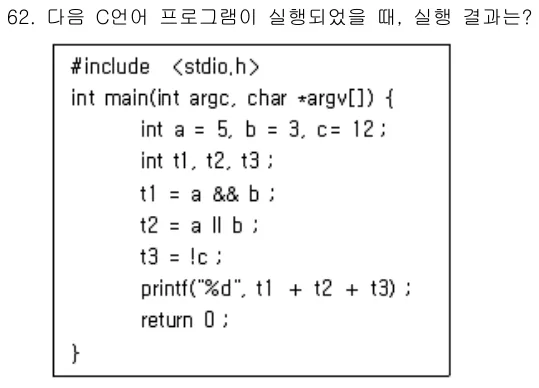 62. 다음 C언어 프로그램이 실행되었을 때, 실행 결과는?
#include <stdio.h>
int main(int argc, char *argv[]) {
int a = 5, b = 3, c= 12 ;
int t1, t2, t3 ;
t1 = a && b ;
t2 = a || b ;
t3 = !c ;
printf("%d", t1 + t2 + t3) ;
return 0 ;
}